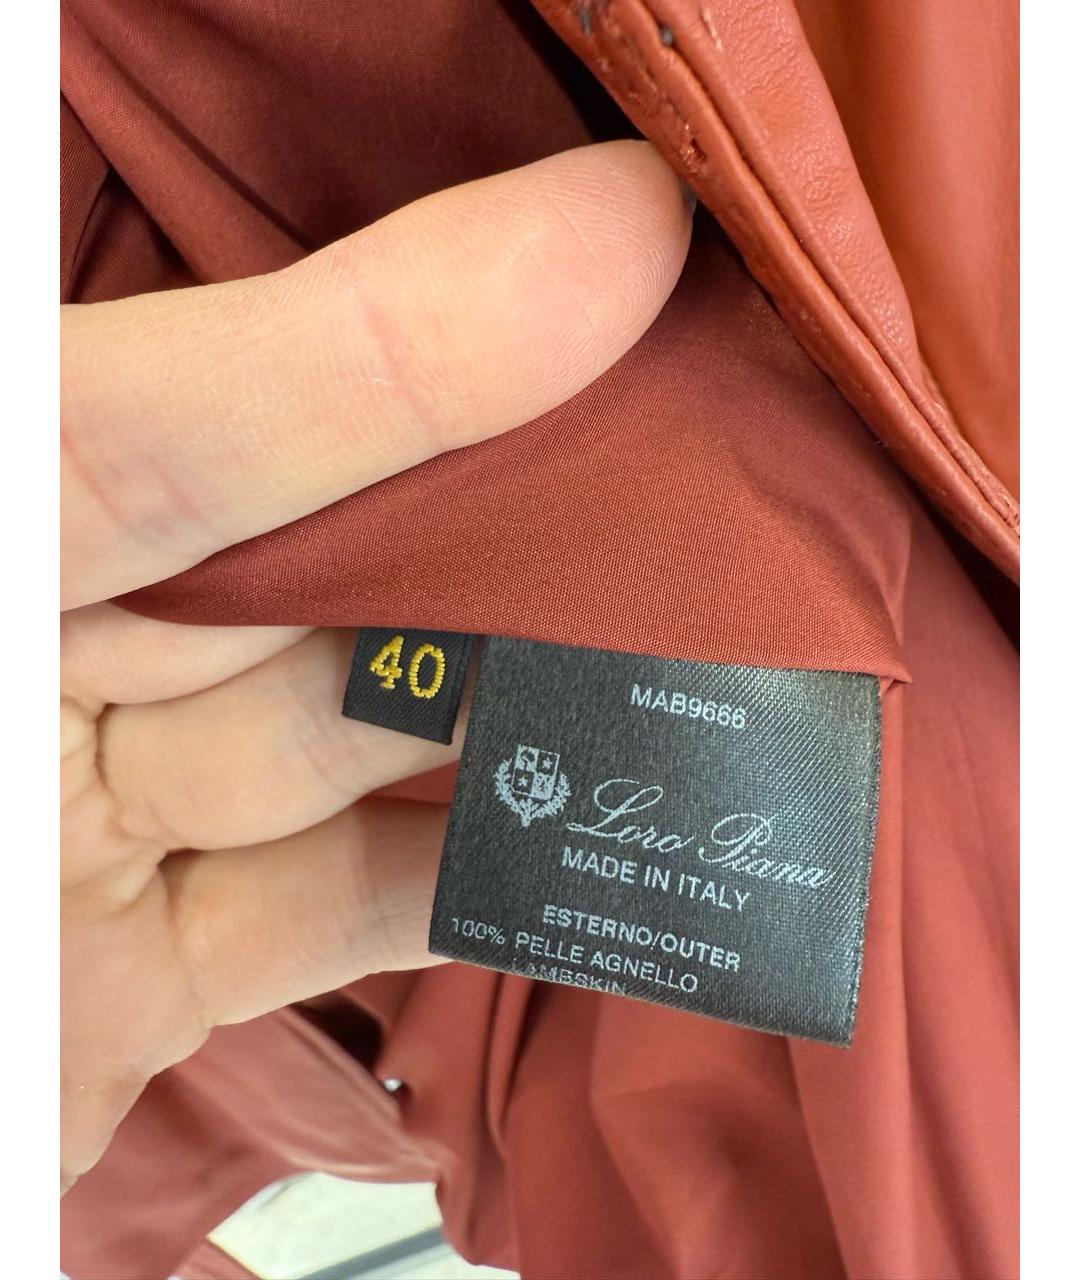 40
MAB9666
Loro Piana
MADE IN ITALY
ESTERNO/OUTER
100% PELLE AGNELLO
LAMBSKIN